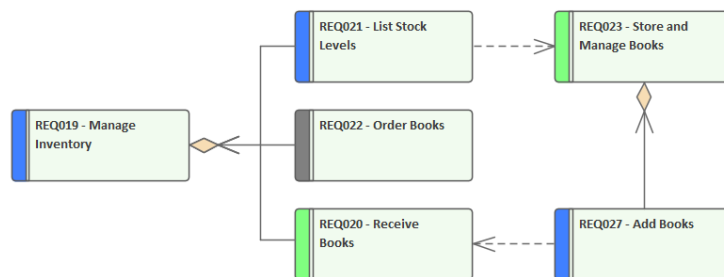 REQ021 - List Stock
Levels
REQ023 - Store and
Manage Books
REQ019 - Manage
Inventory
REQ022 - Order Books
REQ020 - Receive
Books
REQ027 - Add Books